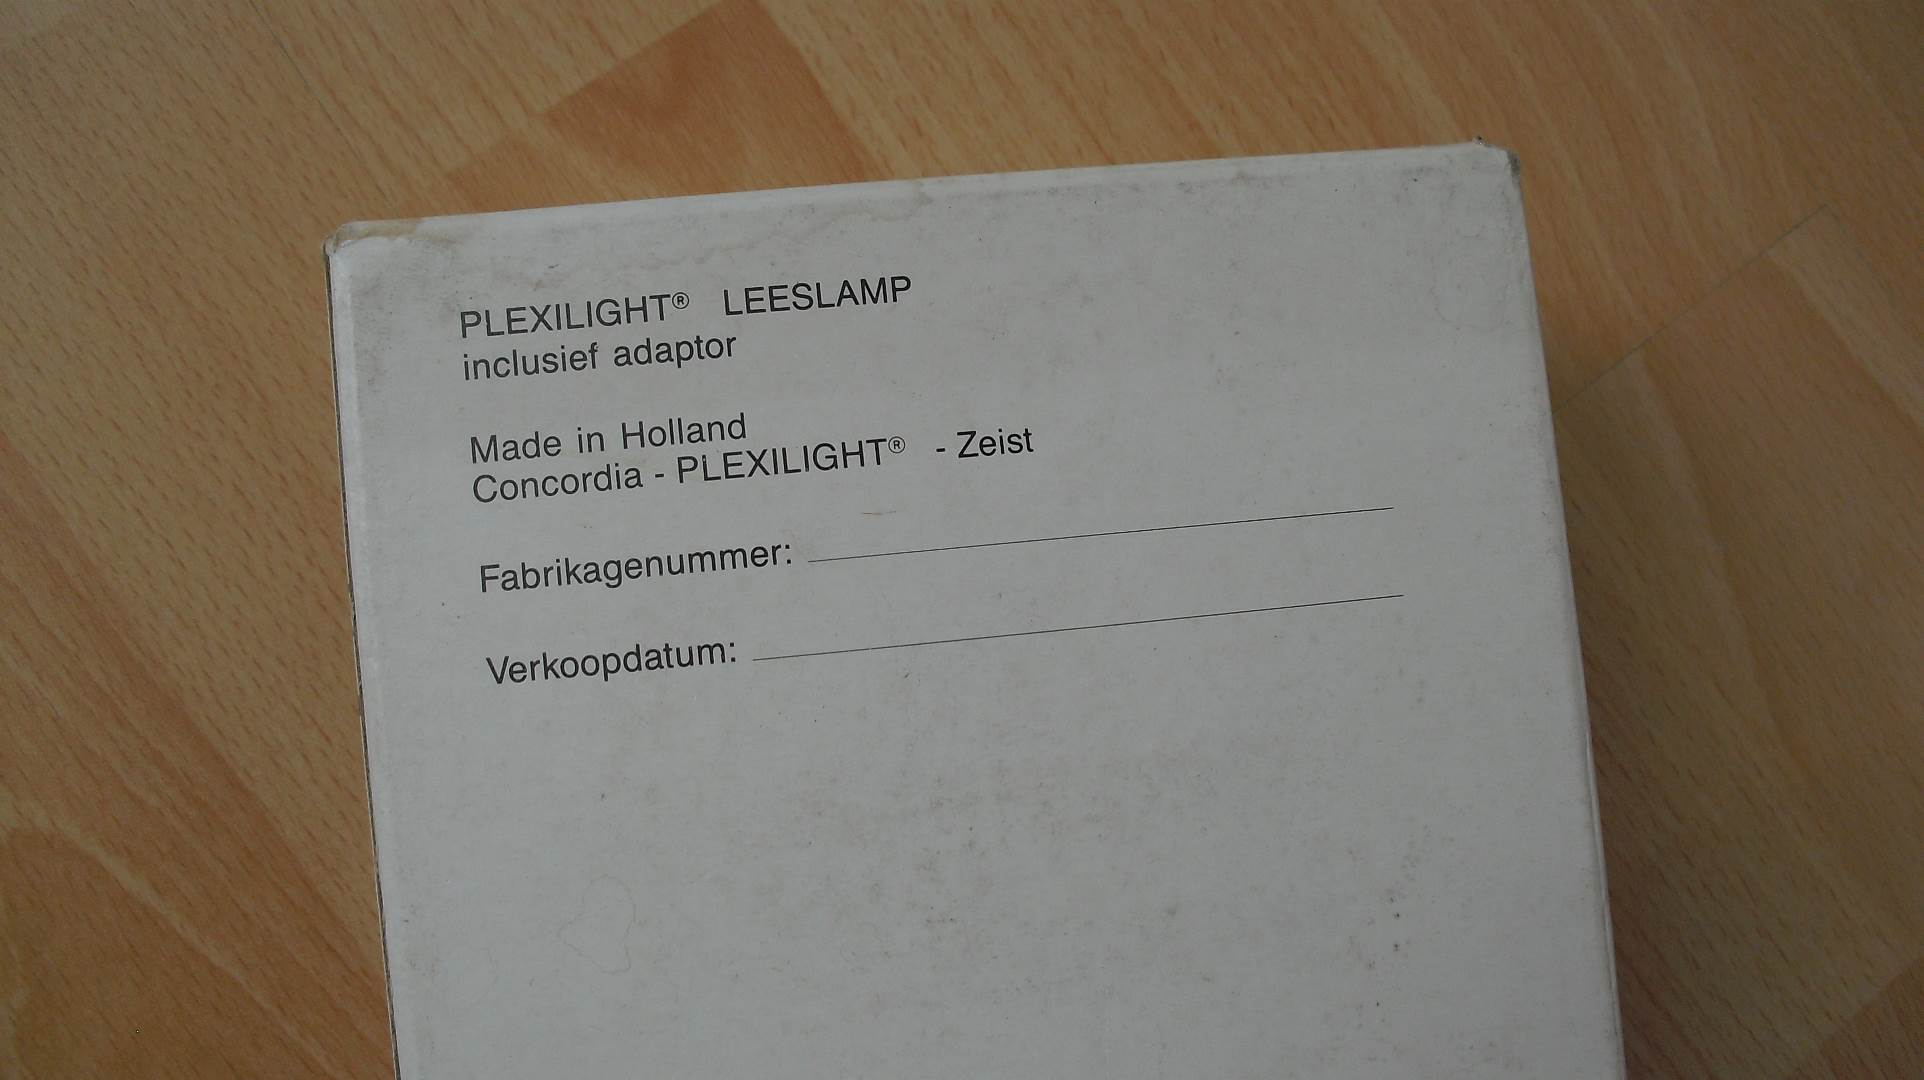 PLEXILIGHT® LEESLAMP
inclusief adaptor
Made in Holland
Concordia - PLEXILIGHT® - Zeist
Fabrikagenummer:
Verkoopdatum: